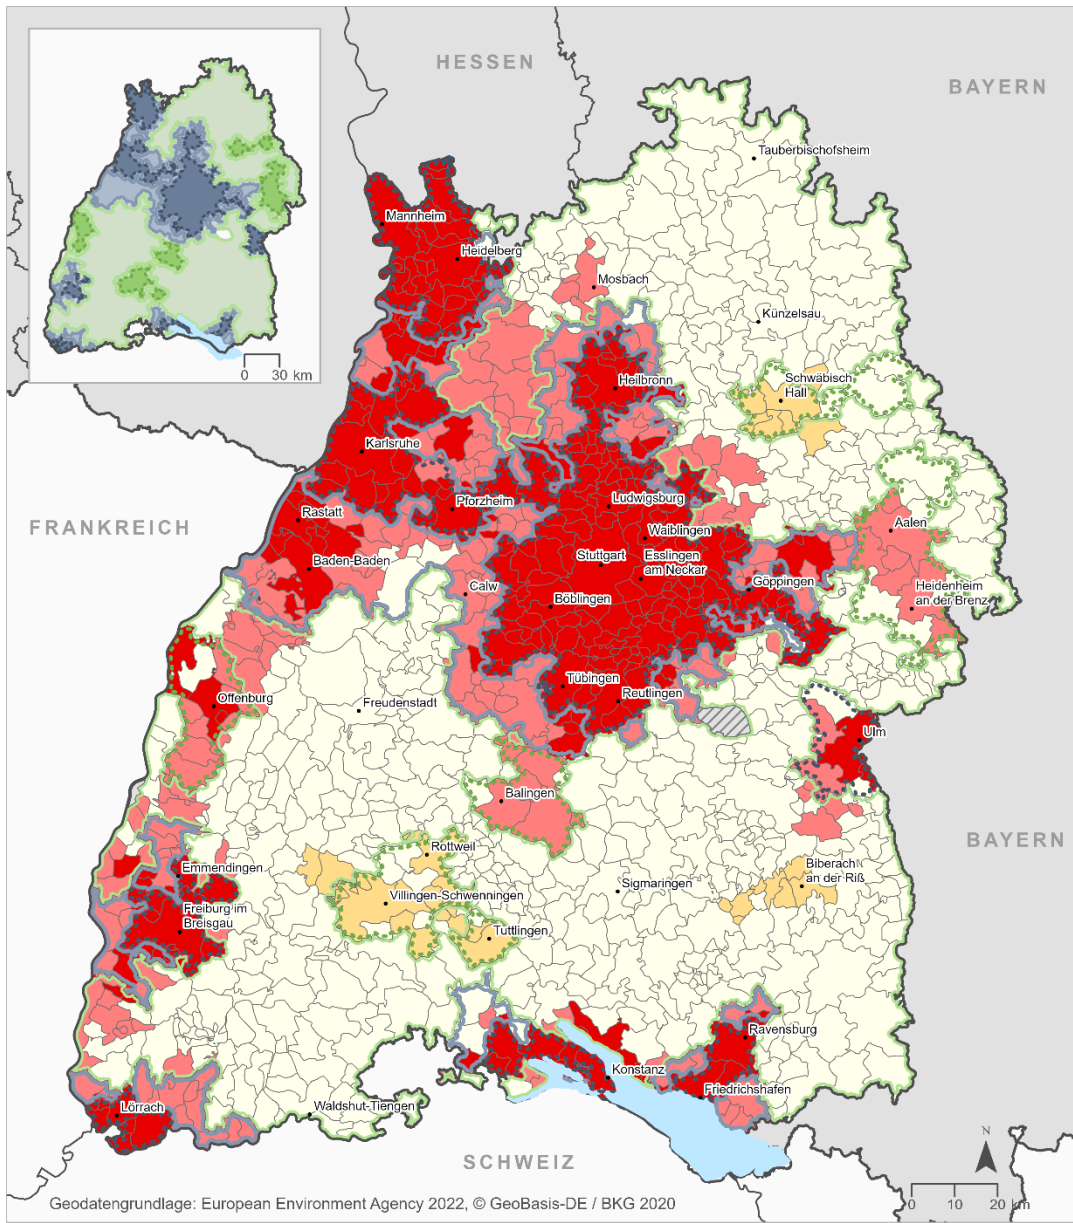 HESSEN
BAYERN
Tauberbischofsheim
Mannheim
Heidelberg
Mosbach
Künzelsau
0 30 km
Schwäbisch
Hall
Heilbronn
Karlsruhe
Pforzheim
Ludwigsburg
Rastatt
FRANKREICH
Waiblingen
Aalen
Stuttgart
Esslingen
am Neckar
Baden-Baden
Göppingen
Calw
Heidenheim
an der Brenz
Böblingen
Tübingen
Reutlingen
Offenburg
Freudenstadt
Ulm
Balingen
BAYERN
Rottweil
Emmendingen
Biberach
an der Riß
Sigmaringen
Villingen-Schwenningen
Freiburg im
Breisgau
Tuttlingen
Ravensburg
Konstanz
Friedrichshafen
Lörrach
Waldshut-Tiengen
N
SCHWEIZ
Geodatengrundlage: European Environment Agency 2022, © GeoBasis-DE / BKG 2020
0 10 20 km